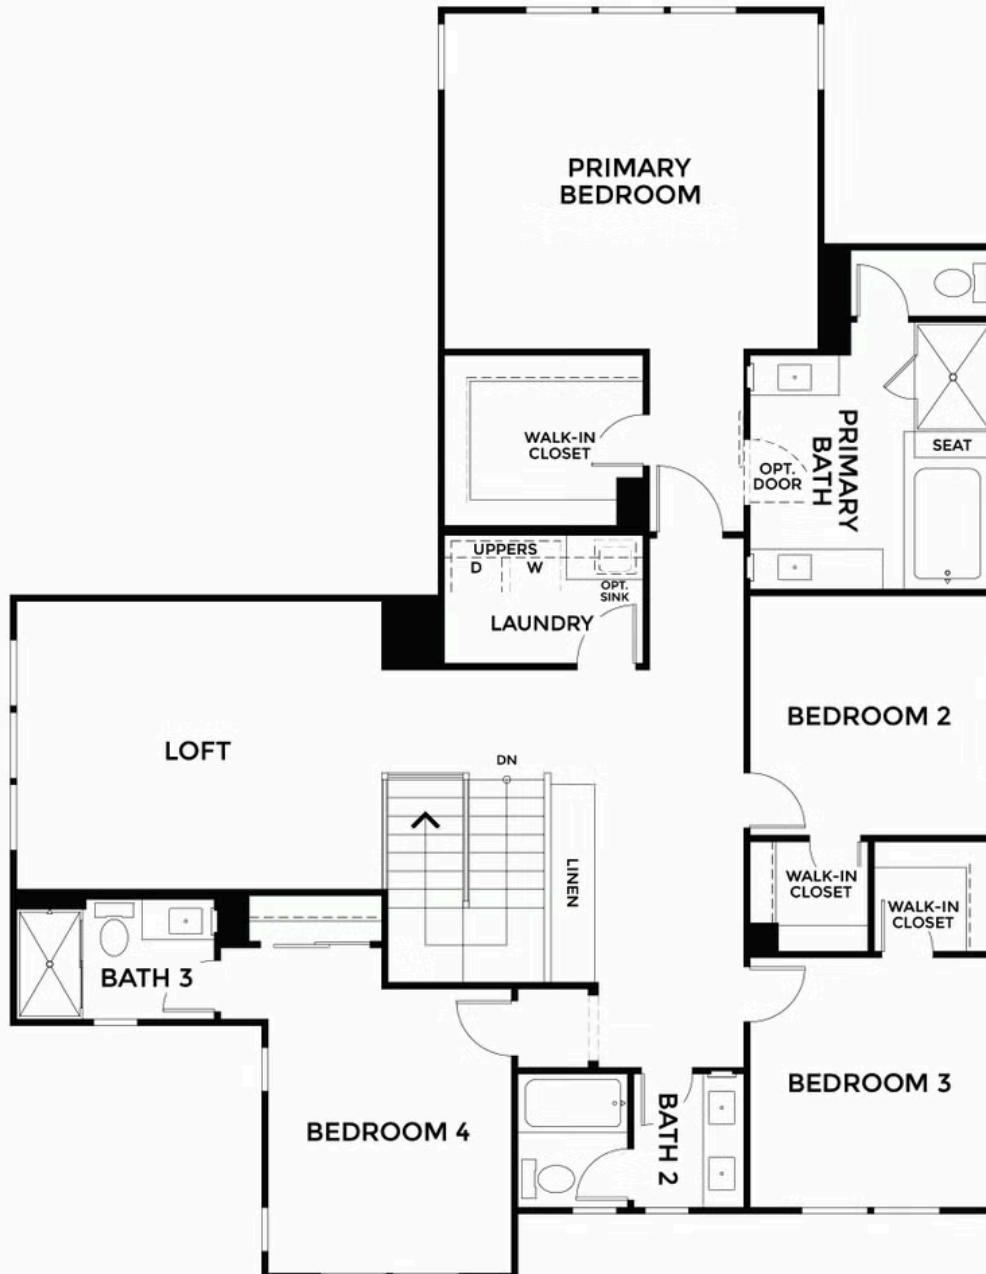 PRIMARY
BEDROOM
WALK-IN
CLOSET
OPT.
DOOR
PRIMARY
BATH
SEAT
UPPERS
D W
OPT.
SINK
LAUNDRY
BEDROOM 2
LOFT
DN
LINEN
WALK-IN
CLOSET
WALK-IN
CLOSET
BATH 3
BEDROOM 3
BEDROOM 4
BATH 2